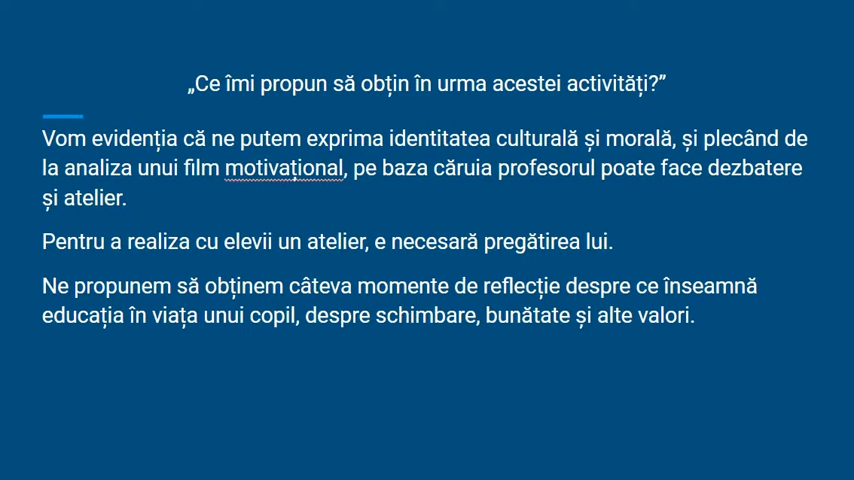 „Ce îmi propun să obțin în urma acestei activități?”
Vom evidenția că ne putem exprima identitatea culturală și morală, și plecând de
la analiza unui film motivațional, pe baza căruia profesorul poate face dezbatere
și atelier.
Pentru a realiza cu elevii un atelier, e necesară pregătirea lui.
Ne propunem să obținem câteva momente de reflecție despre ce înseamnă
educația în viața unui copil, despre schimbare, bunătate și alte valori.